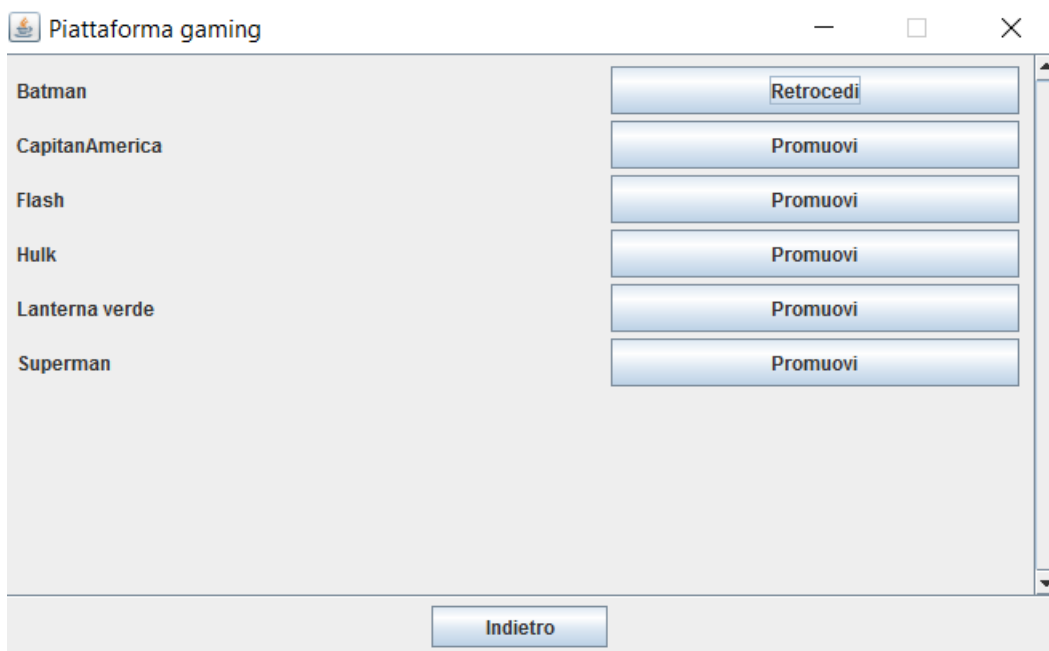 Piattaforma gaming
Batman Retrocedi
CapitanAmerica Promuovi
Flash Promuovi
Hulk Promuovi
Lanterna verde Promuovi
Superman Promuovi
Indietro